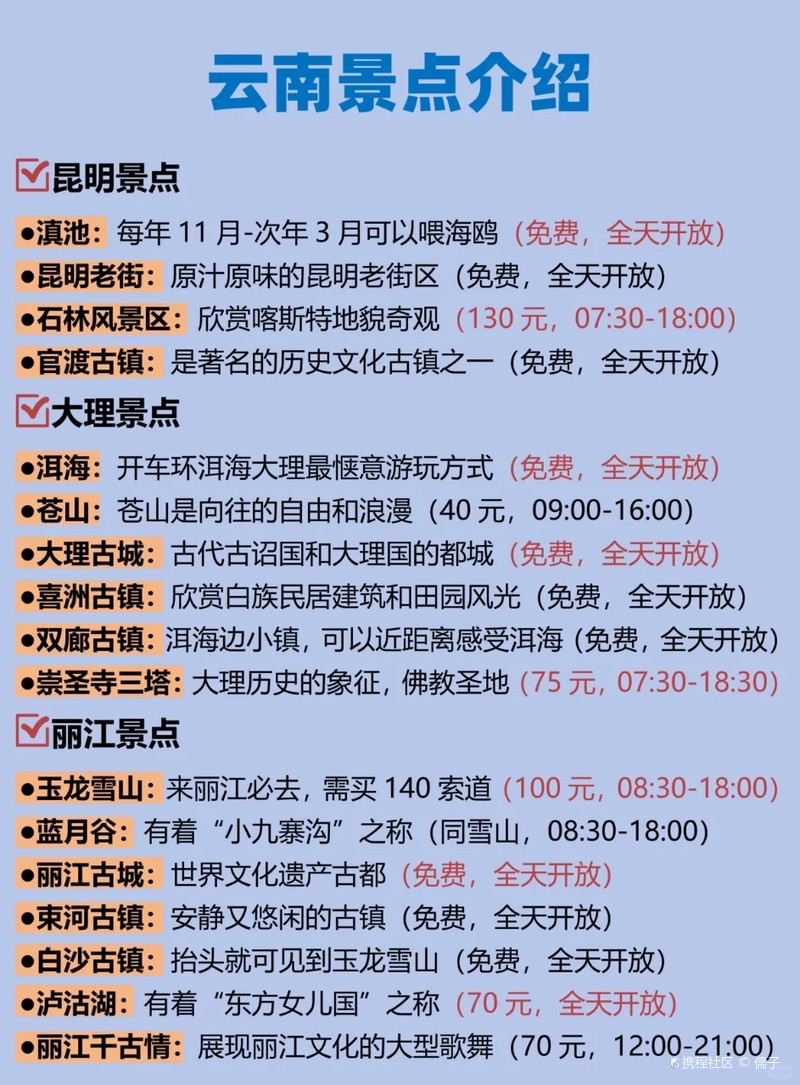 云南景点介绍
昆明景点
●滇池：每年 11 月-次年 3 月可以喂海鸥（免费，全天开放）
●昆明老街：原汁原味的昆明老街区（免费，全天开放）
●石林风景区：欣赏喀斯特地貌奇观（130 元，07:30-18:00）
●官渡古镇：是著名的历史文化古镇之一（免费，全天开放）
大理景点
●洱海：开车环洱海大理最惬意游玩方式（免费，全天开放）
●苍山：苍山是向往的自由和浪漫（40 元，09:00-16:00）
●大理古城：古代古诏国和大理国的都城（免费，全天开放）
●喜洲古镇：欣赏白族民居建筑和田园风光（免费，全天开放）
●双廊古镇：洱海边小镇，可以近距离感受洱海（免费，全天开放）
●崇圣寺三塔：大理历史的象征，佛教圣地（75 元，07:30-18:30）
丽江景点
●玉龙雪山：来丽江必去，需买 140 索道（100 元，08:30-18:00）
●蓝月谷：有着“小九寨沟”之称（同雪山，08:30-18:00）
●丽江古城：世界文化遗产古都（免费，全天开放）
●束河古镇：安静又悠闲的古镇（免费，全天开放）
●白沙古镇：抬头就可见到玉龙雪山（免费，全天开放）
●泸沽湖：有着“东方女儿国”之称（70 元，全天开放）
●丽江千古情：展现丽江文化的大型歌舞（70 元，12:00-21:00）
携程社区 © 儒子